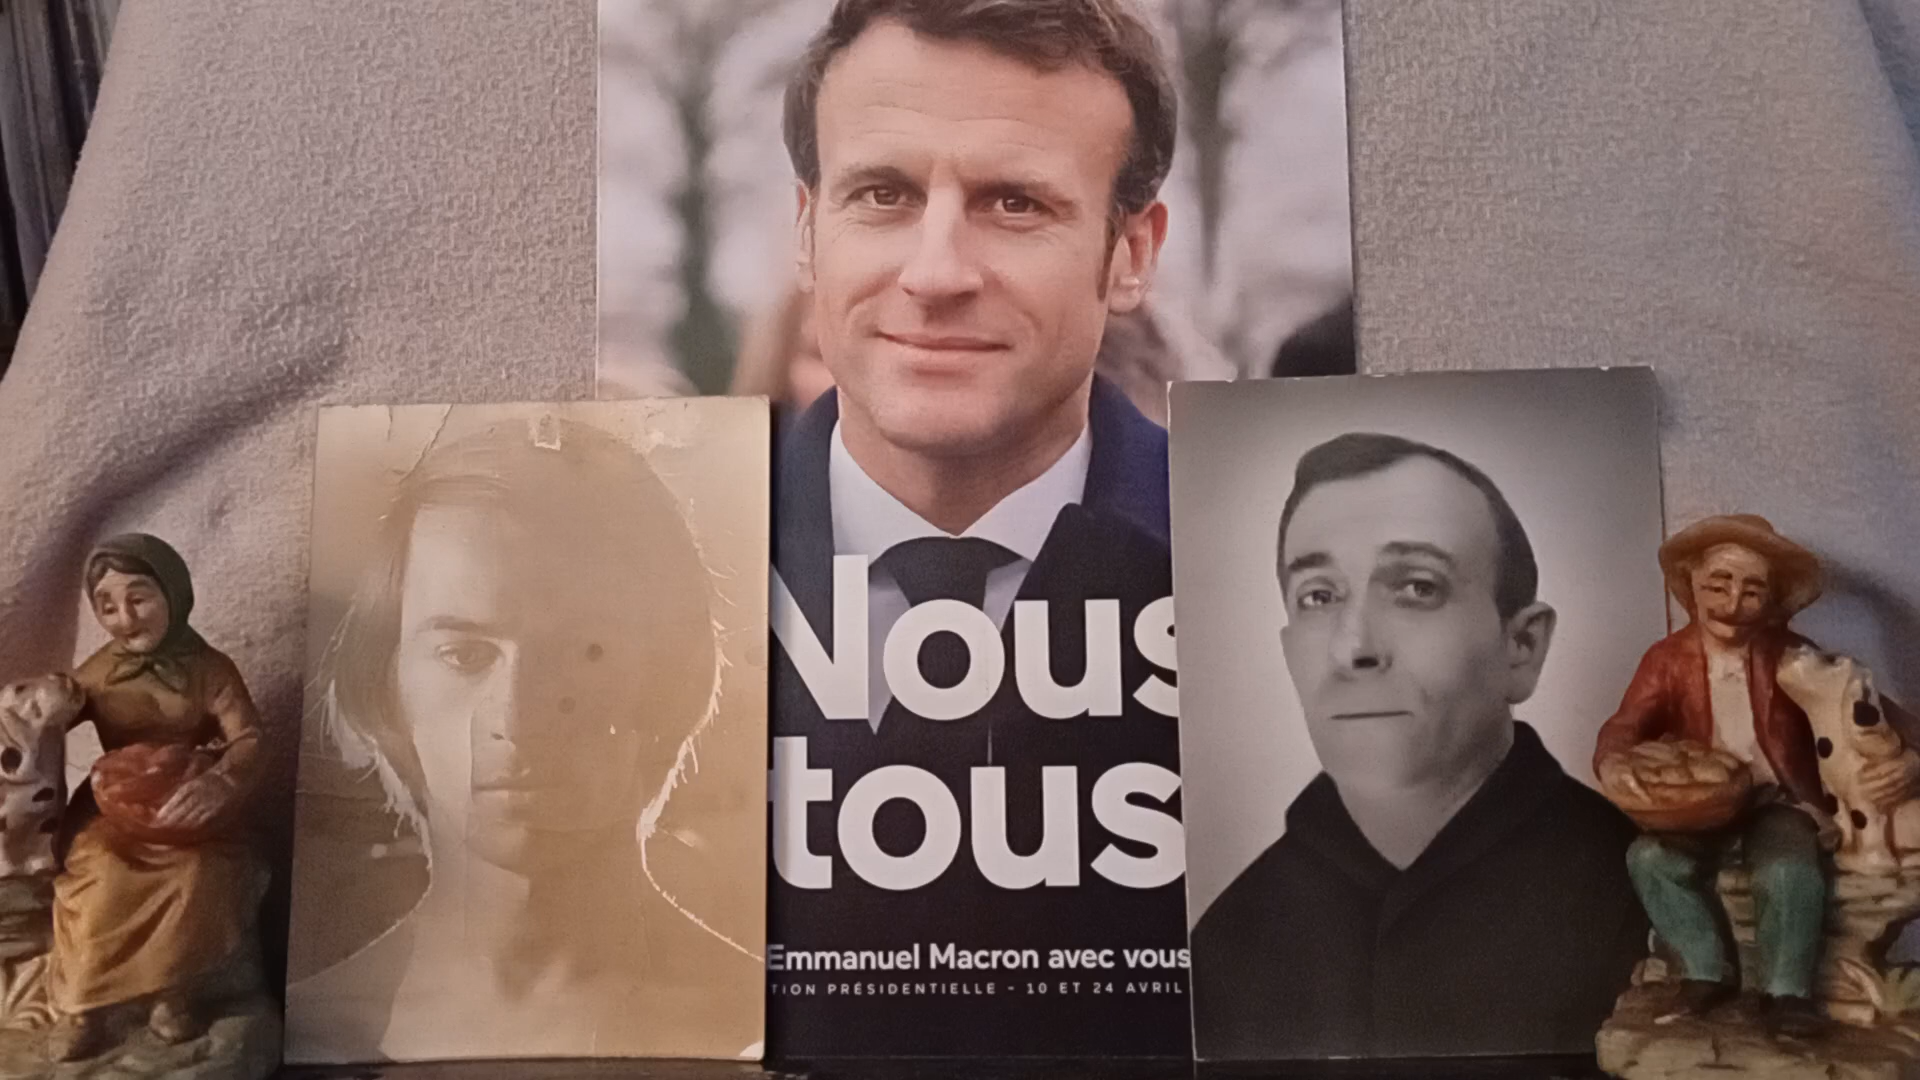 Nous
tous
Emmanuel Macron avec vous
TION PRÉSIDENTIELLE – 10 ET 24 AVRIL